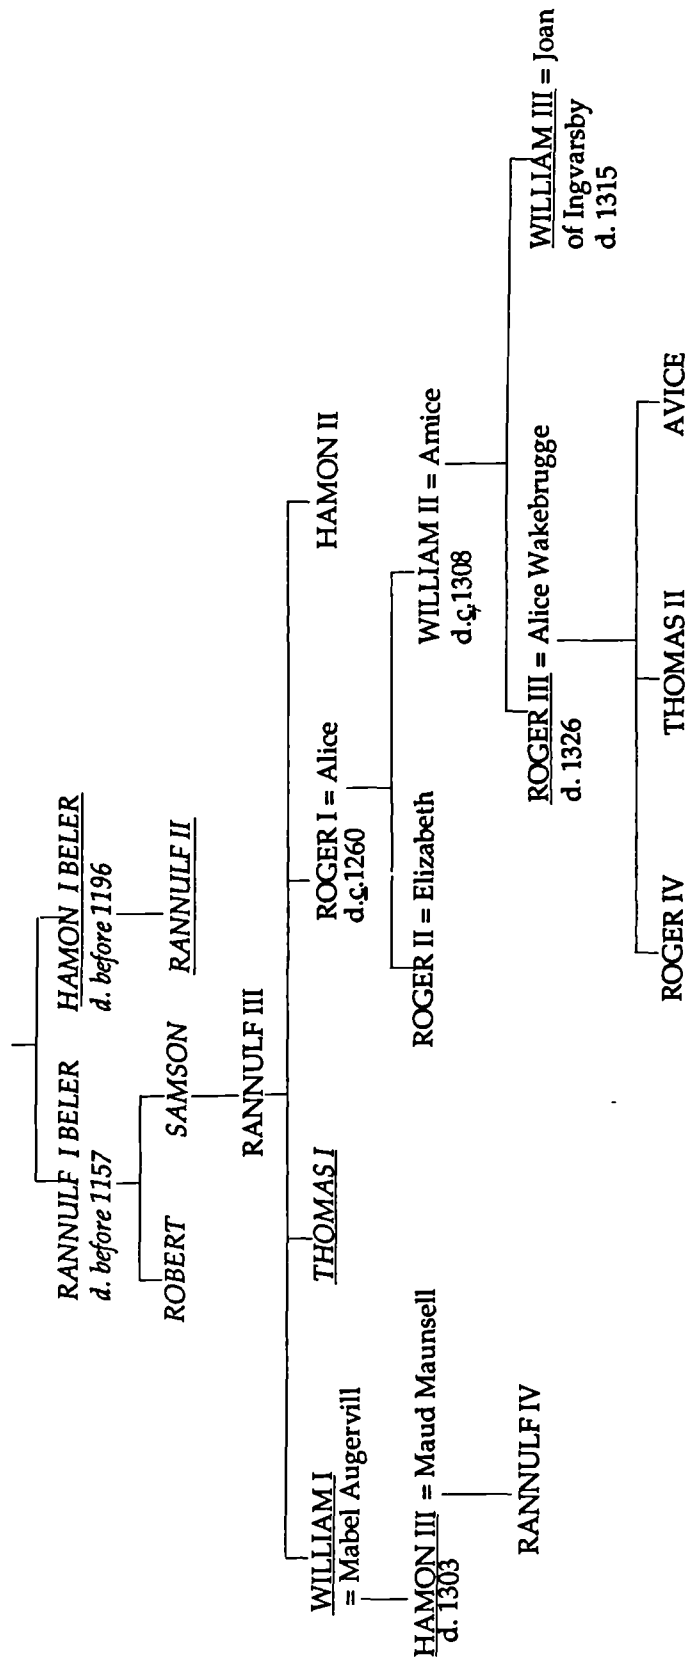 RANNULF I BELER
d. before 1157
HAMON I BELER
d. before 1196
ROBERT
SAMSON
RANNULF II
RANNULF III
WILLIAM I
= Mabel Augervill
THOMAS I
ROGER I = Alice
d.c.1260
HAMON II
HAMON III = Maud Maunsell
d. 1303
ROGER II = Elizabeth
WILLIAM II = Amice
d.c.1308
RANNULF IV
ROGER III = Alice Wakebrugge
d. 1326
WILLIAM III = Joan
of Ingvarsby
d. 1315
ROGER IV
THOMAS II
AVICE